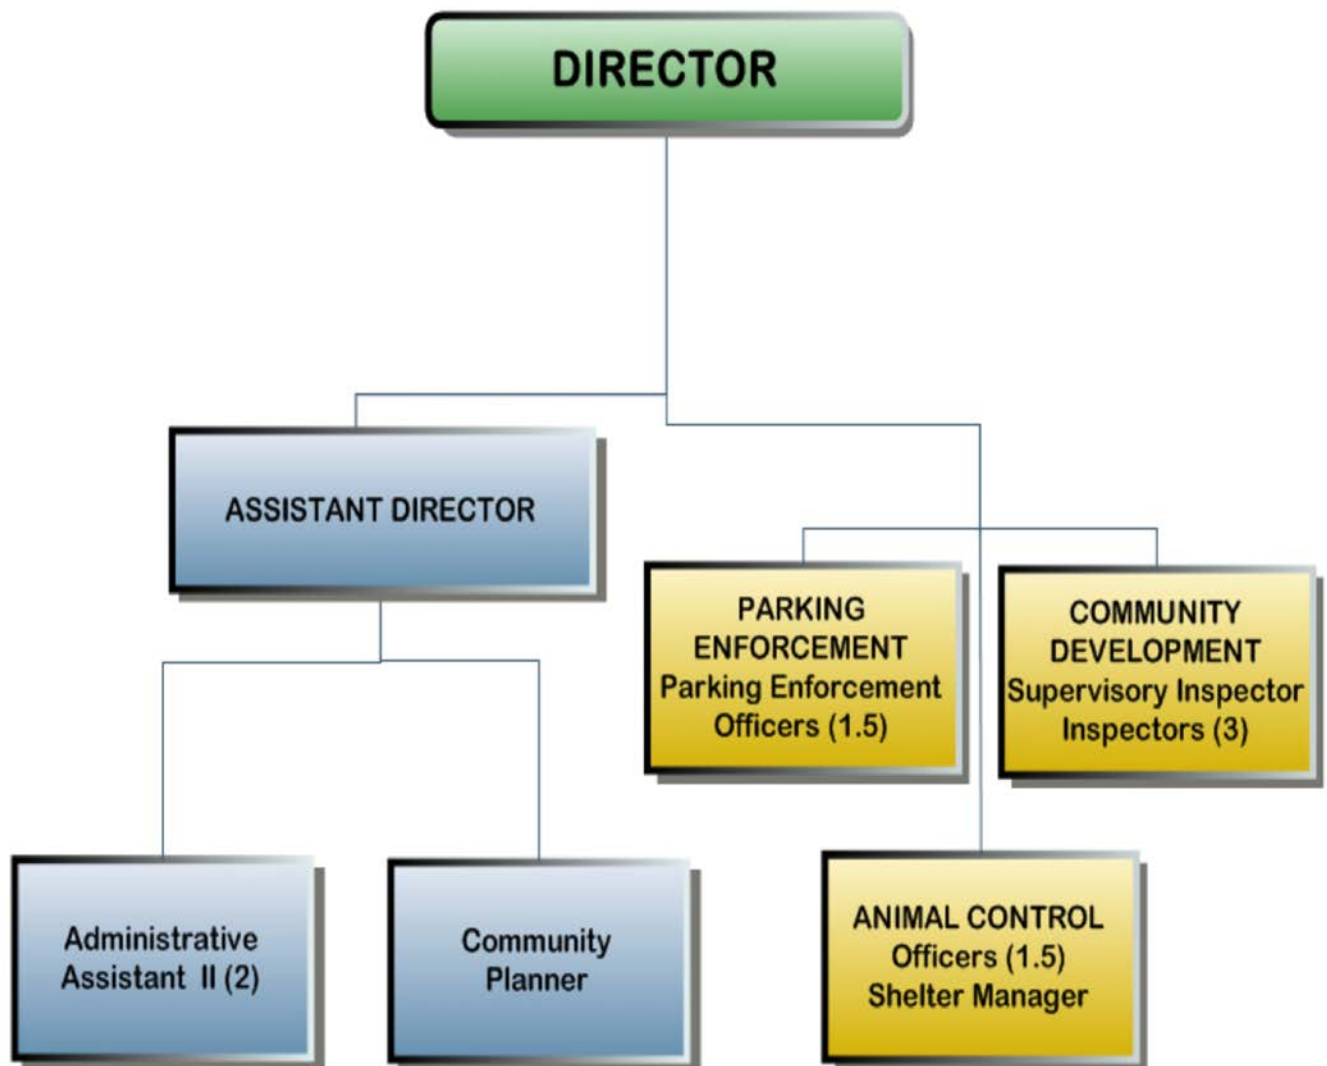 DIRECTOR
ASSISTANT DIRECTOR
PARKING
ENFORCEMENT
Parking Enforcement
Officers (1.5)
COMMUNITY
DEVELOPMENT
Supervisory Inspector
Inspectors (3)
Administrative
Assistant II (2)
Community
Planner
ANIMAL CONTROL
Officers (1.5)
Shelter Manager